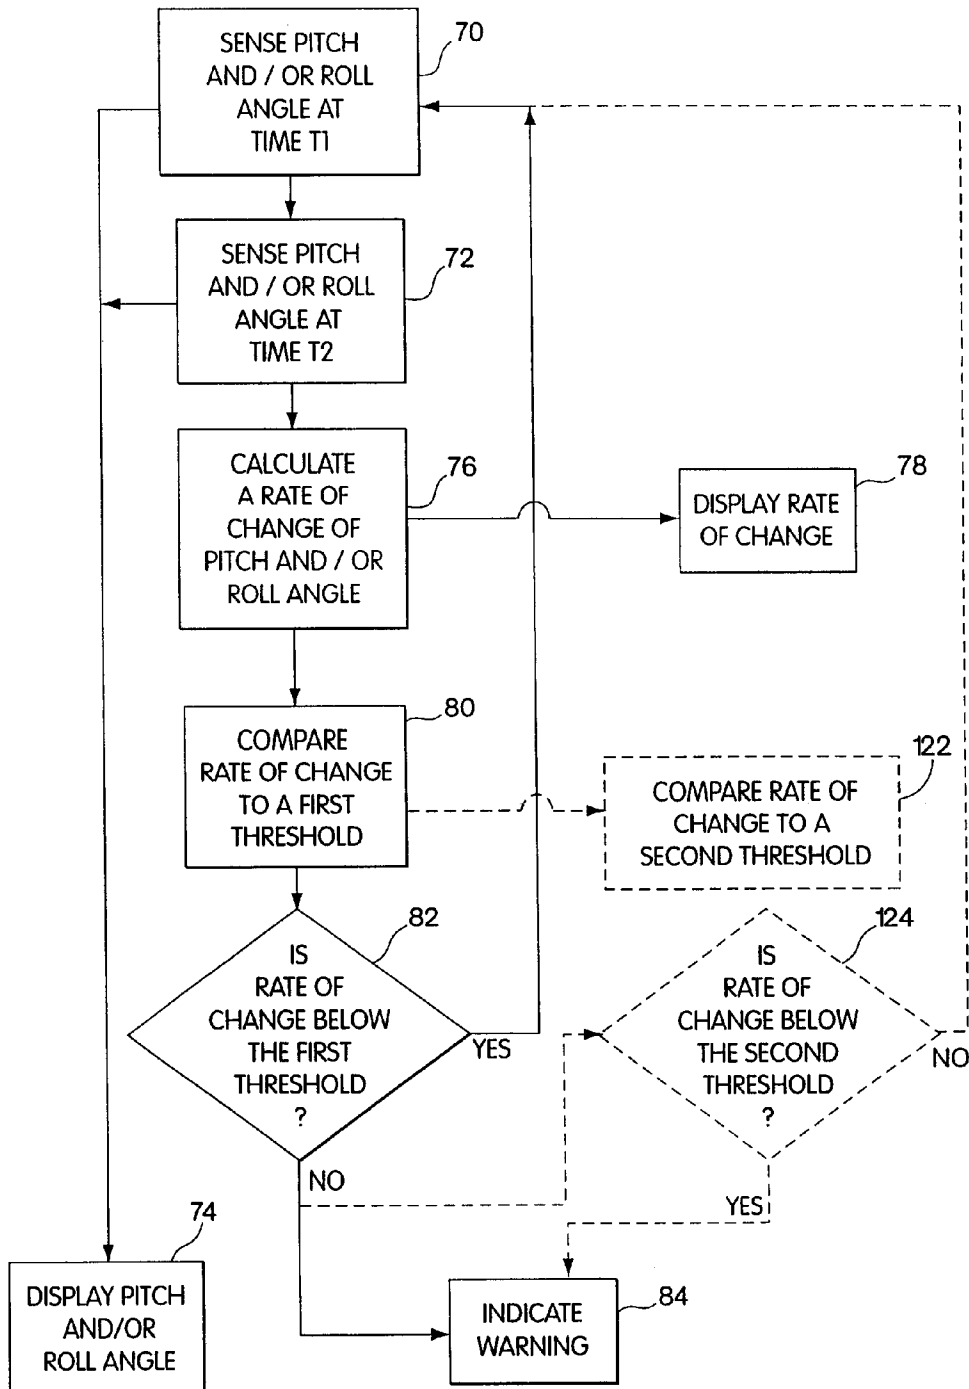 SENSE PITCH
AND / OR ROLL
ANGLE AT
TIME T1
70
SENSE PITCH
AND / OR ROLL
ANGLE AT
TIME T2
72
CALCULATE
A RATE OF
CHANGE OF
PITCH AND / OR
ROLL ANGLE
76
DISPLAY RATE
OF CHANGE
78
COMPARE
RATE OF CHANGE
TO A FIRST
THRESHOLD
80
COMPARE RATE OF
CHANGE TO A
SECOND THRESHOLD
122
IS
RATE OF
CHANGE BELOW
THE FIRST
THRESHOLD
?
82
YES
NO
IS
RATE OF
CHANGE BELOW
THE SECOND
THRESHOLD
?
124
NO
YES
DISPLAY PITCH
AND/OR
ROLL ANGLE
74
INDICATE
WARNING
84